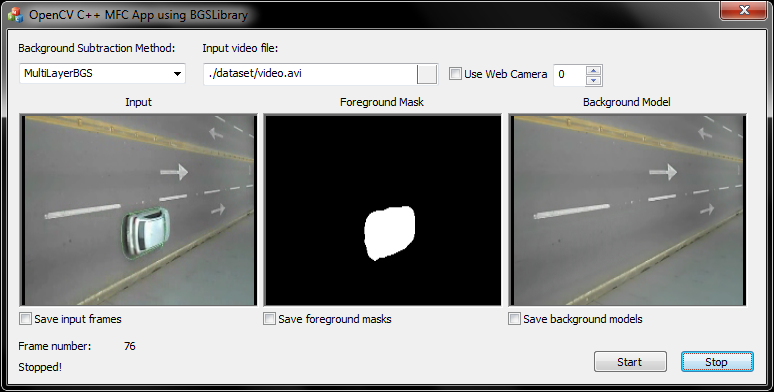 OpenCV C++ MFC App using BGSLibrary
Background Subtraction Method:
Input video file:
MultiLayerBGS
./dataset/video.avi
Use Web Camera
0
Input
Foreground Mask
Background Model
Save input frames
Save foreground masks
Save background models
Frame number: 76
Stopped!
Start
Stop